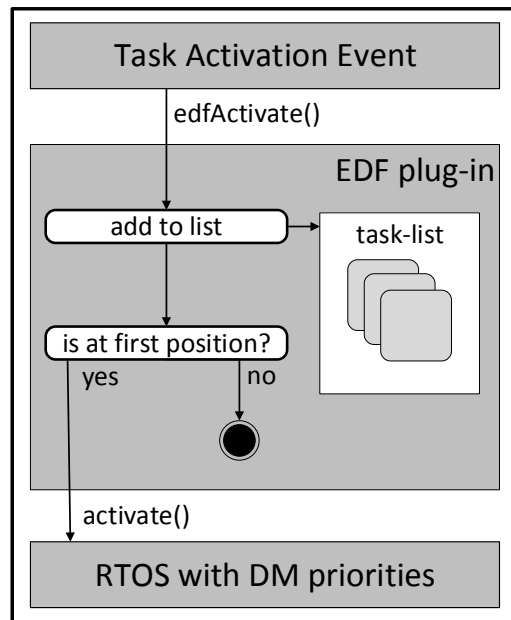 Task Activation Event
edfActivate()
EDF plug-in
add to list
task-list
is at first position?
yes
no
activate()
RTOS with DM priorities